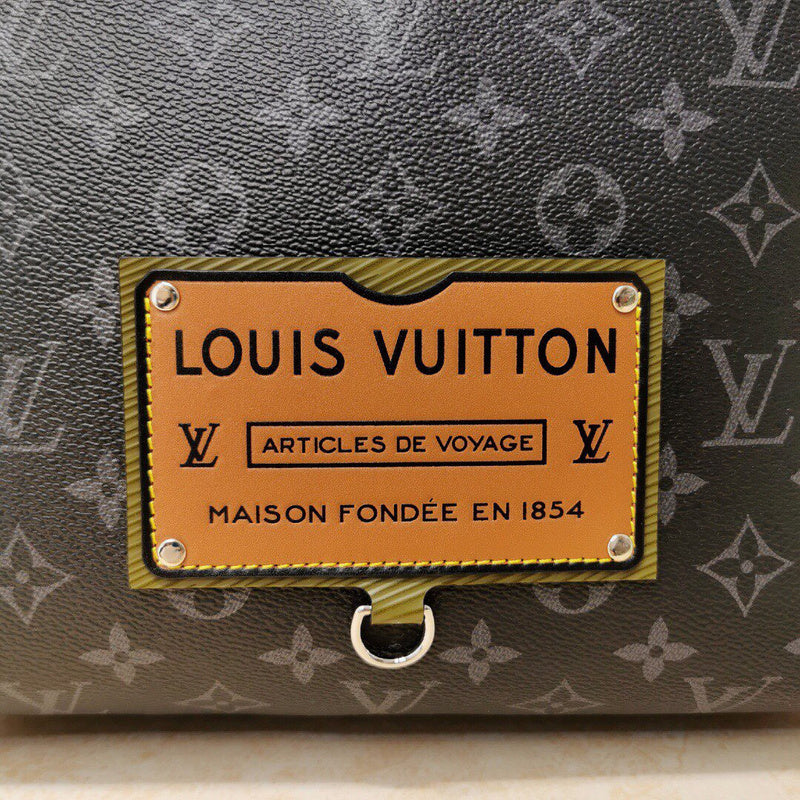 LOUIS VUITTON
LV ARTICLES DE VOYAGE LV
MAISON FONDÉE EN 1854